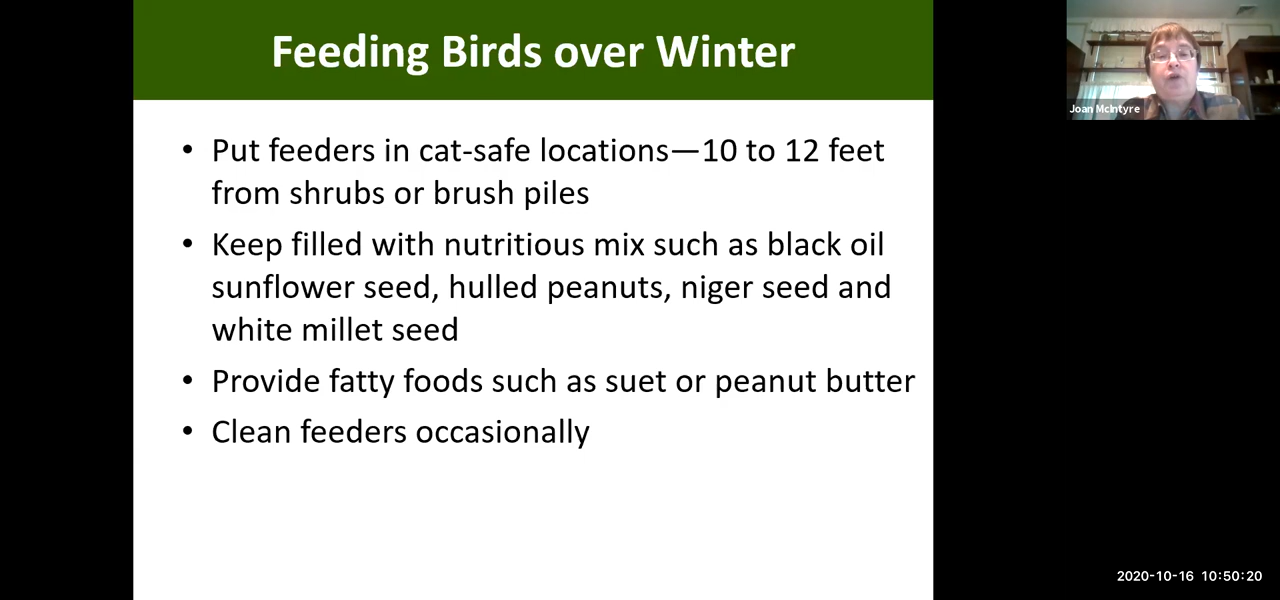 Feeding Birds over Winter
Joan McIntyre
• Put feeders in cat-safe locations—10 to 12 feet
from shrubs or brush piles
• Keep filled with nutritious mix such as black oil
sunflower seed, hulled peanuts, niger seed and
white millet seed
• Provide fatty foods such as suet or peanut butter
• Clean feeders occasionally
2020-10-16 10:50:20